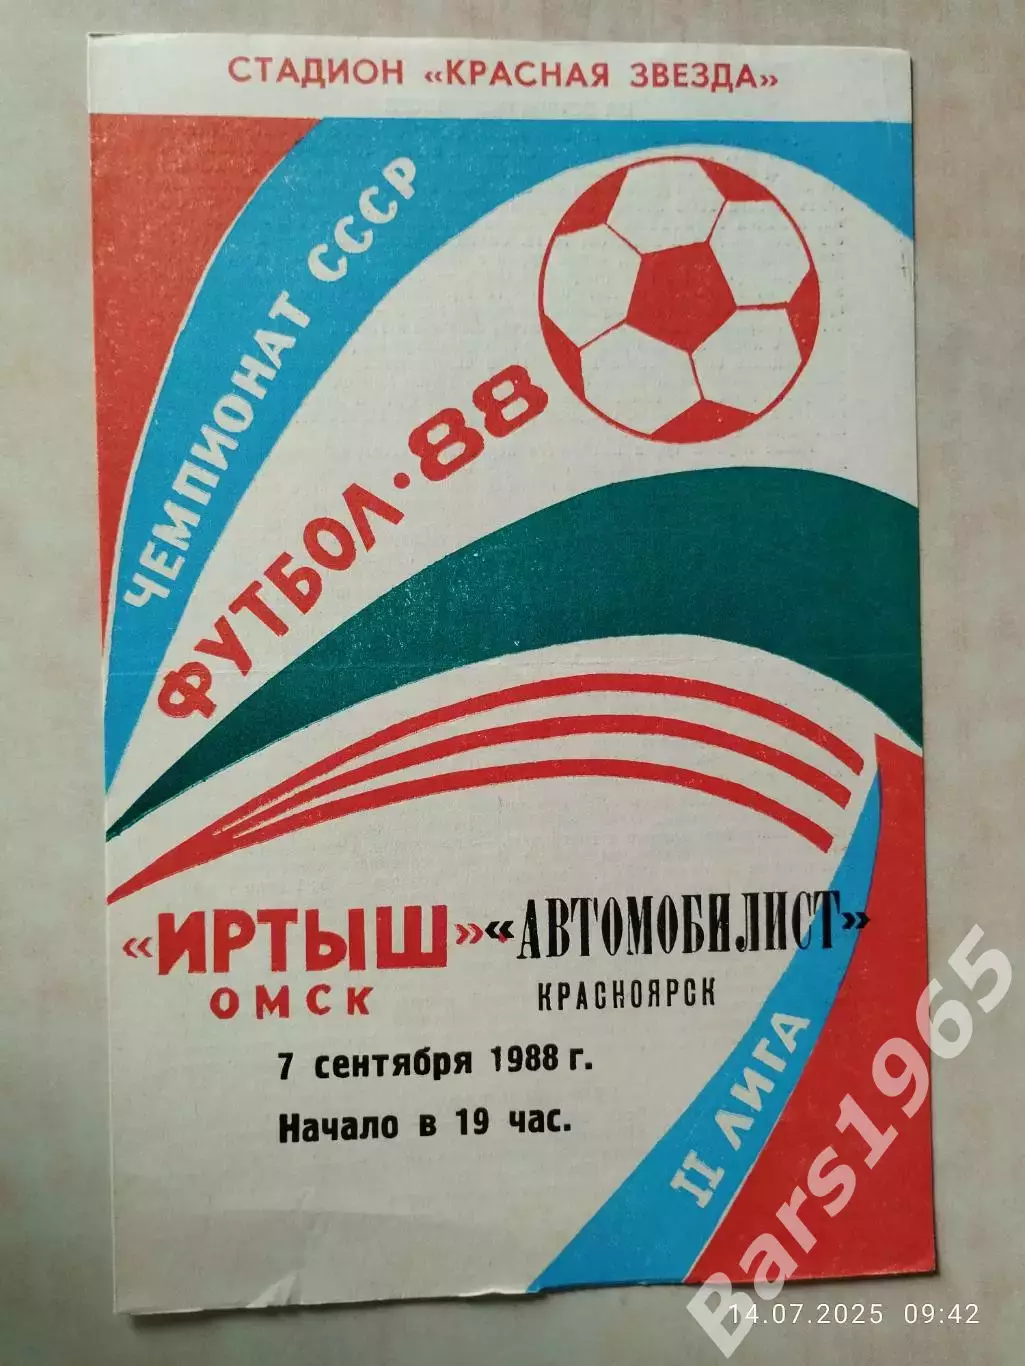 СТАДИОН «КРАСНАЯ ЗВЕЗДА»
ЧЕМПИОНАТ СССР
ФУТБОЛ·88
«ИРТЫШ» «АВТОМОБИЛИСТ»
ОМСК КРАСНОЯРСК
7 сентября 1988 г.
Начало в 19 час.
II ЛИГА
Bars1965
14.07.2025 09:42